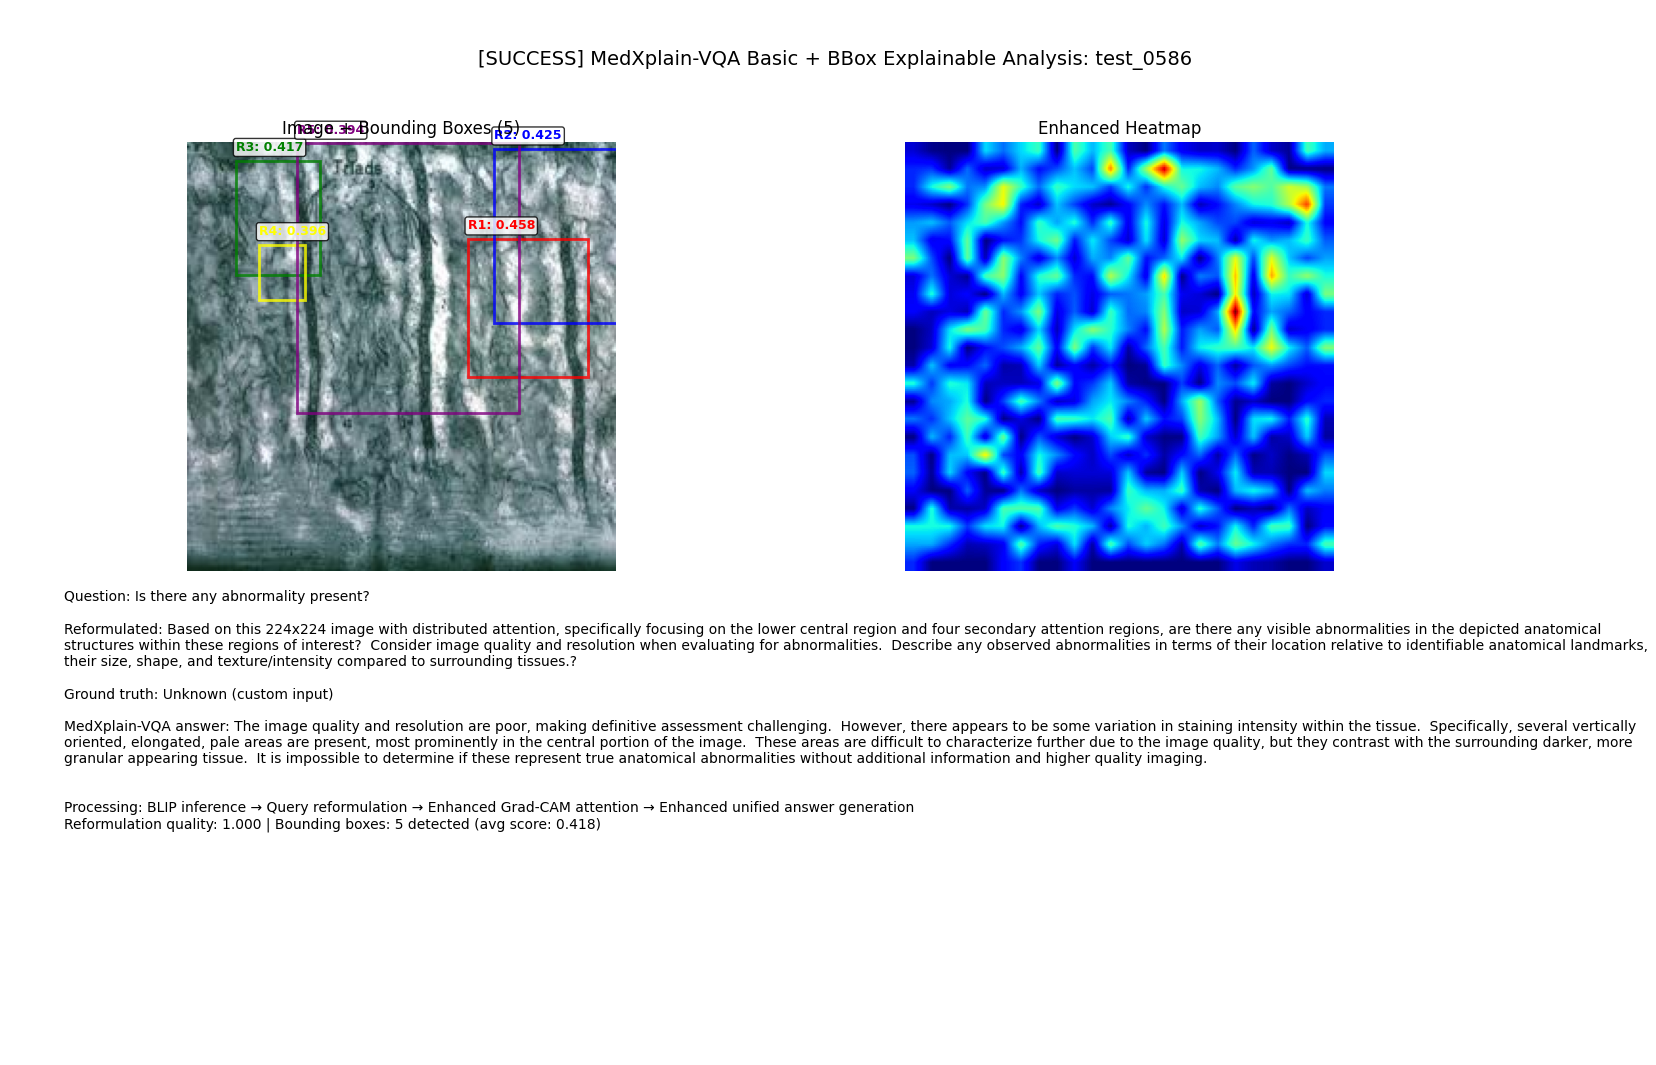 [SUCCESS] MedXplain-VQA Basic + BBox Explainable Analysis: test_0586
Image + Bounding Boxes (5)
Enhanced Heatmap
R5: 0.394
R2: 0.425
R3: 0.417
Triads
R1: 0.458
R4: 0.396
Question: Is there any abnormality present?
Reformulated: Based on this 224x224 image with distributed attention, specifically focusing on the lower central region and four secondary attention regions, are there any visible abnormalities in the depicted anatomical
structures within these regions of interest?  Consider image quality and resolution when evaluating for abnormalities.  Describe any observed abnormalities in terms of their location relative to identifiable anatomical landmarks,
their size, shape, and texture/intensity compared to surrounding tissues.?
Ground truth: Unknown (custom input)
MedXplain-VQA answer: The image quality and resolution are poor, making definitive assessment challenging.  However, there appears to be some variation in staining intensity within the tissue.  Specifically, several vertically
oriented, elongated, pale areas are present, most prominently in the central portion of the image.  These areas are difficult to characterize further due to the image quality, but they contrast with the surrounding darker, more
granular appearing tissue.  It is impossible to determine if these represent true anatomical abnormalities without additional information and higher quality imaging.
Processing: BLIP inference → Query reformulation → Enhanced Grad-CAM attention → Enhanced unified answer generation
Reformulation quality: 1.000 | Bounding boxes: 5 detected (avg score: 0.418)